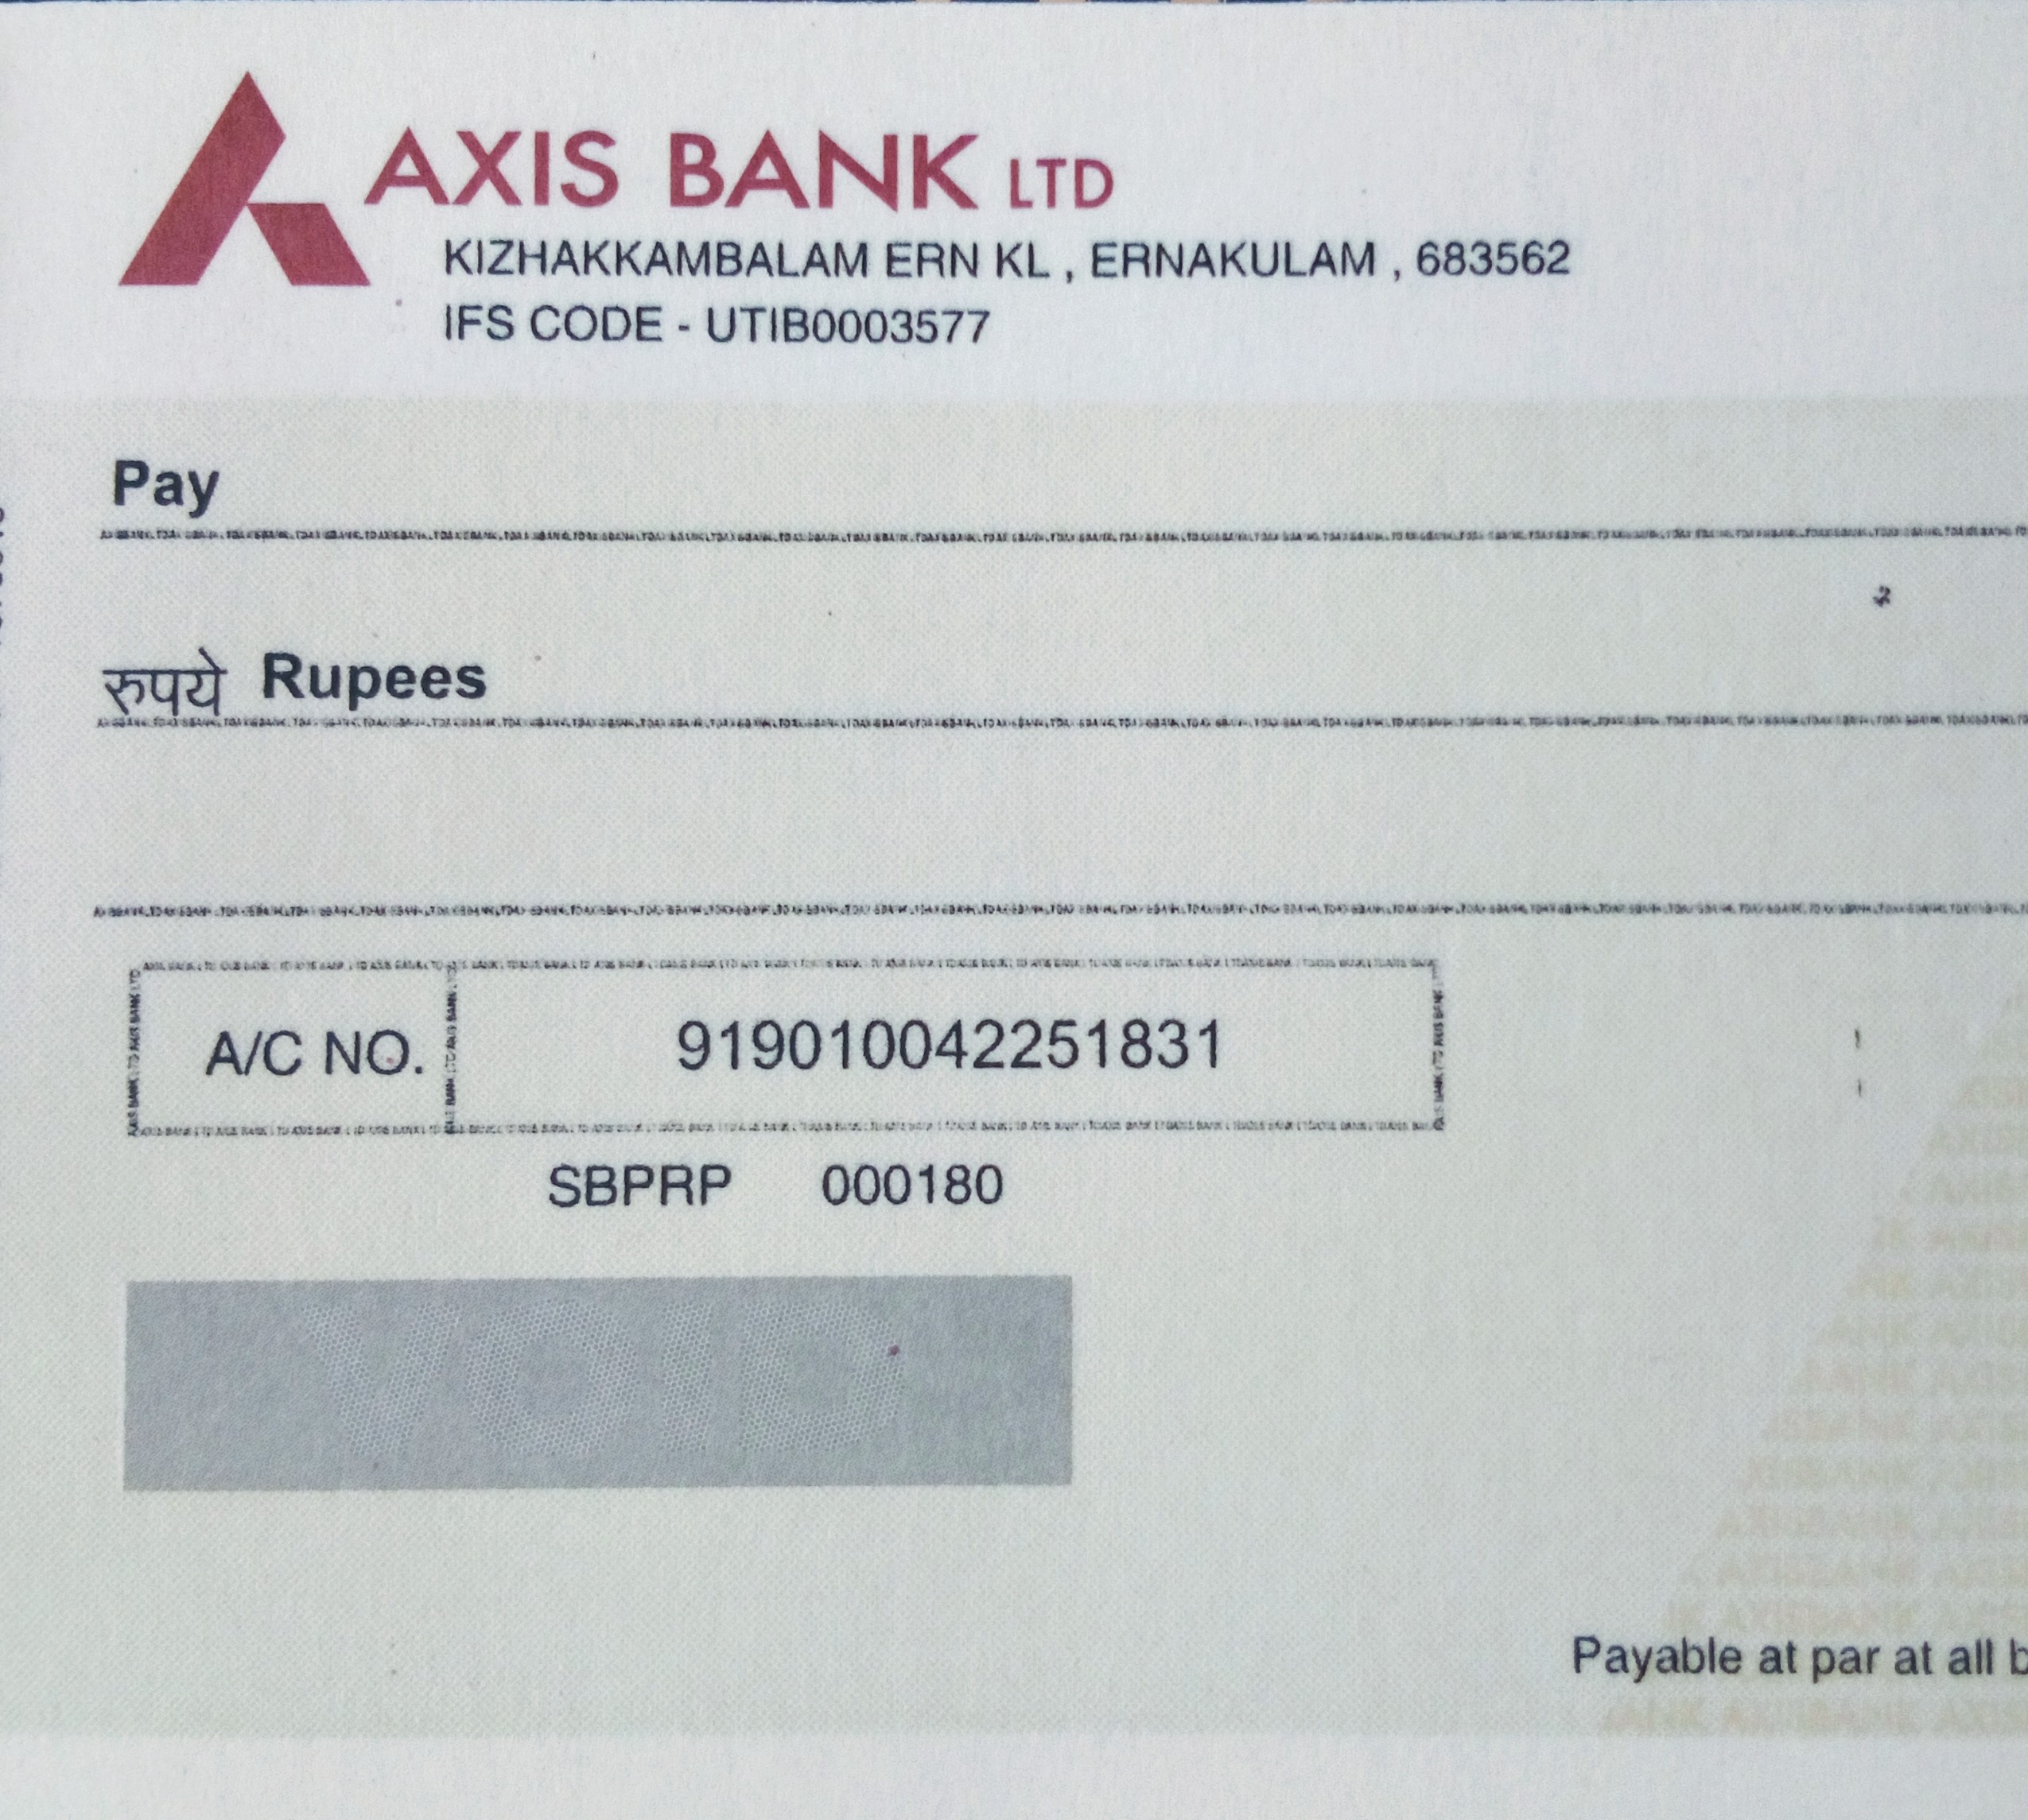 AXIS BANK LTD
KIZHAKKAMBALAM ERN KL , ERNAKULAM , 683562
IFS CODE - UTIB0003577
Pay
रुपये Rupees
A/C NO. 919010042251831
SBPRP 000180
VOID
Payable at par at all